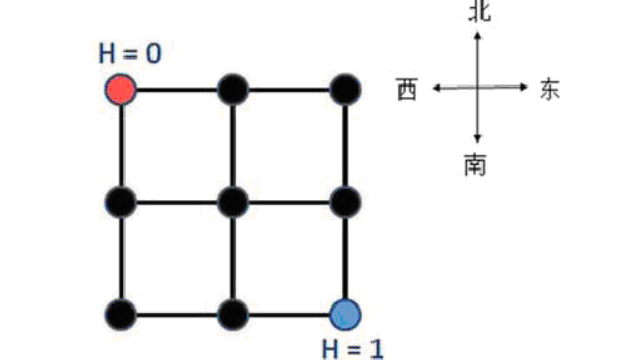 北
H = 0
西
东
南
H = 1